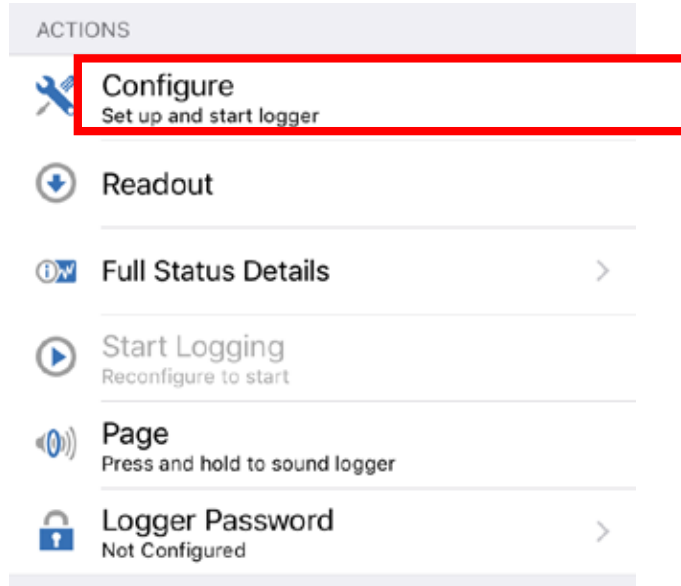 ACTIONS
Configure
Set up and start logger
Readout
Full Status Details
Start Logging
Reconfigure to start
Page
Press and hold to sound logger
Logger Password
Not Configured